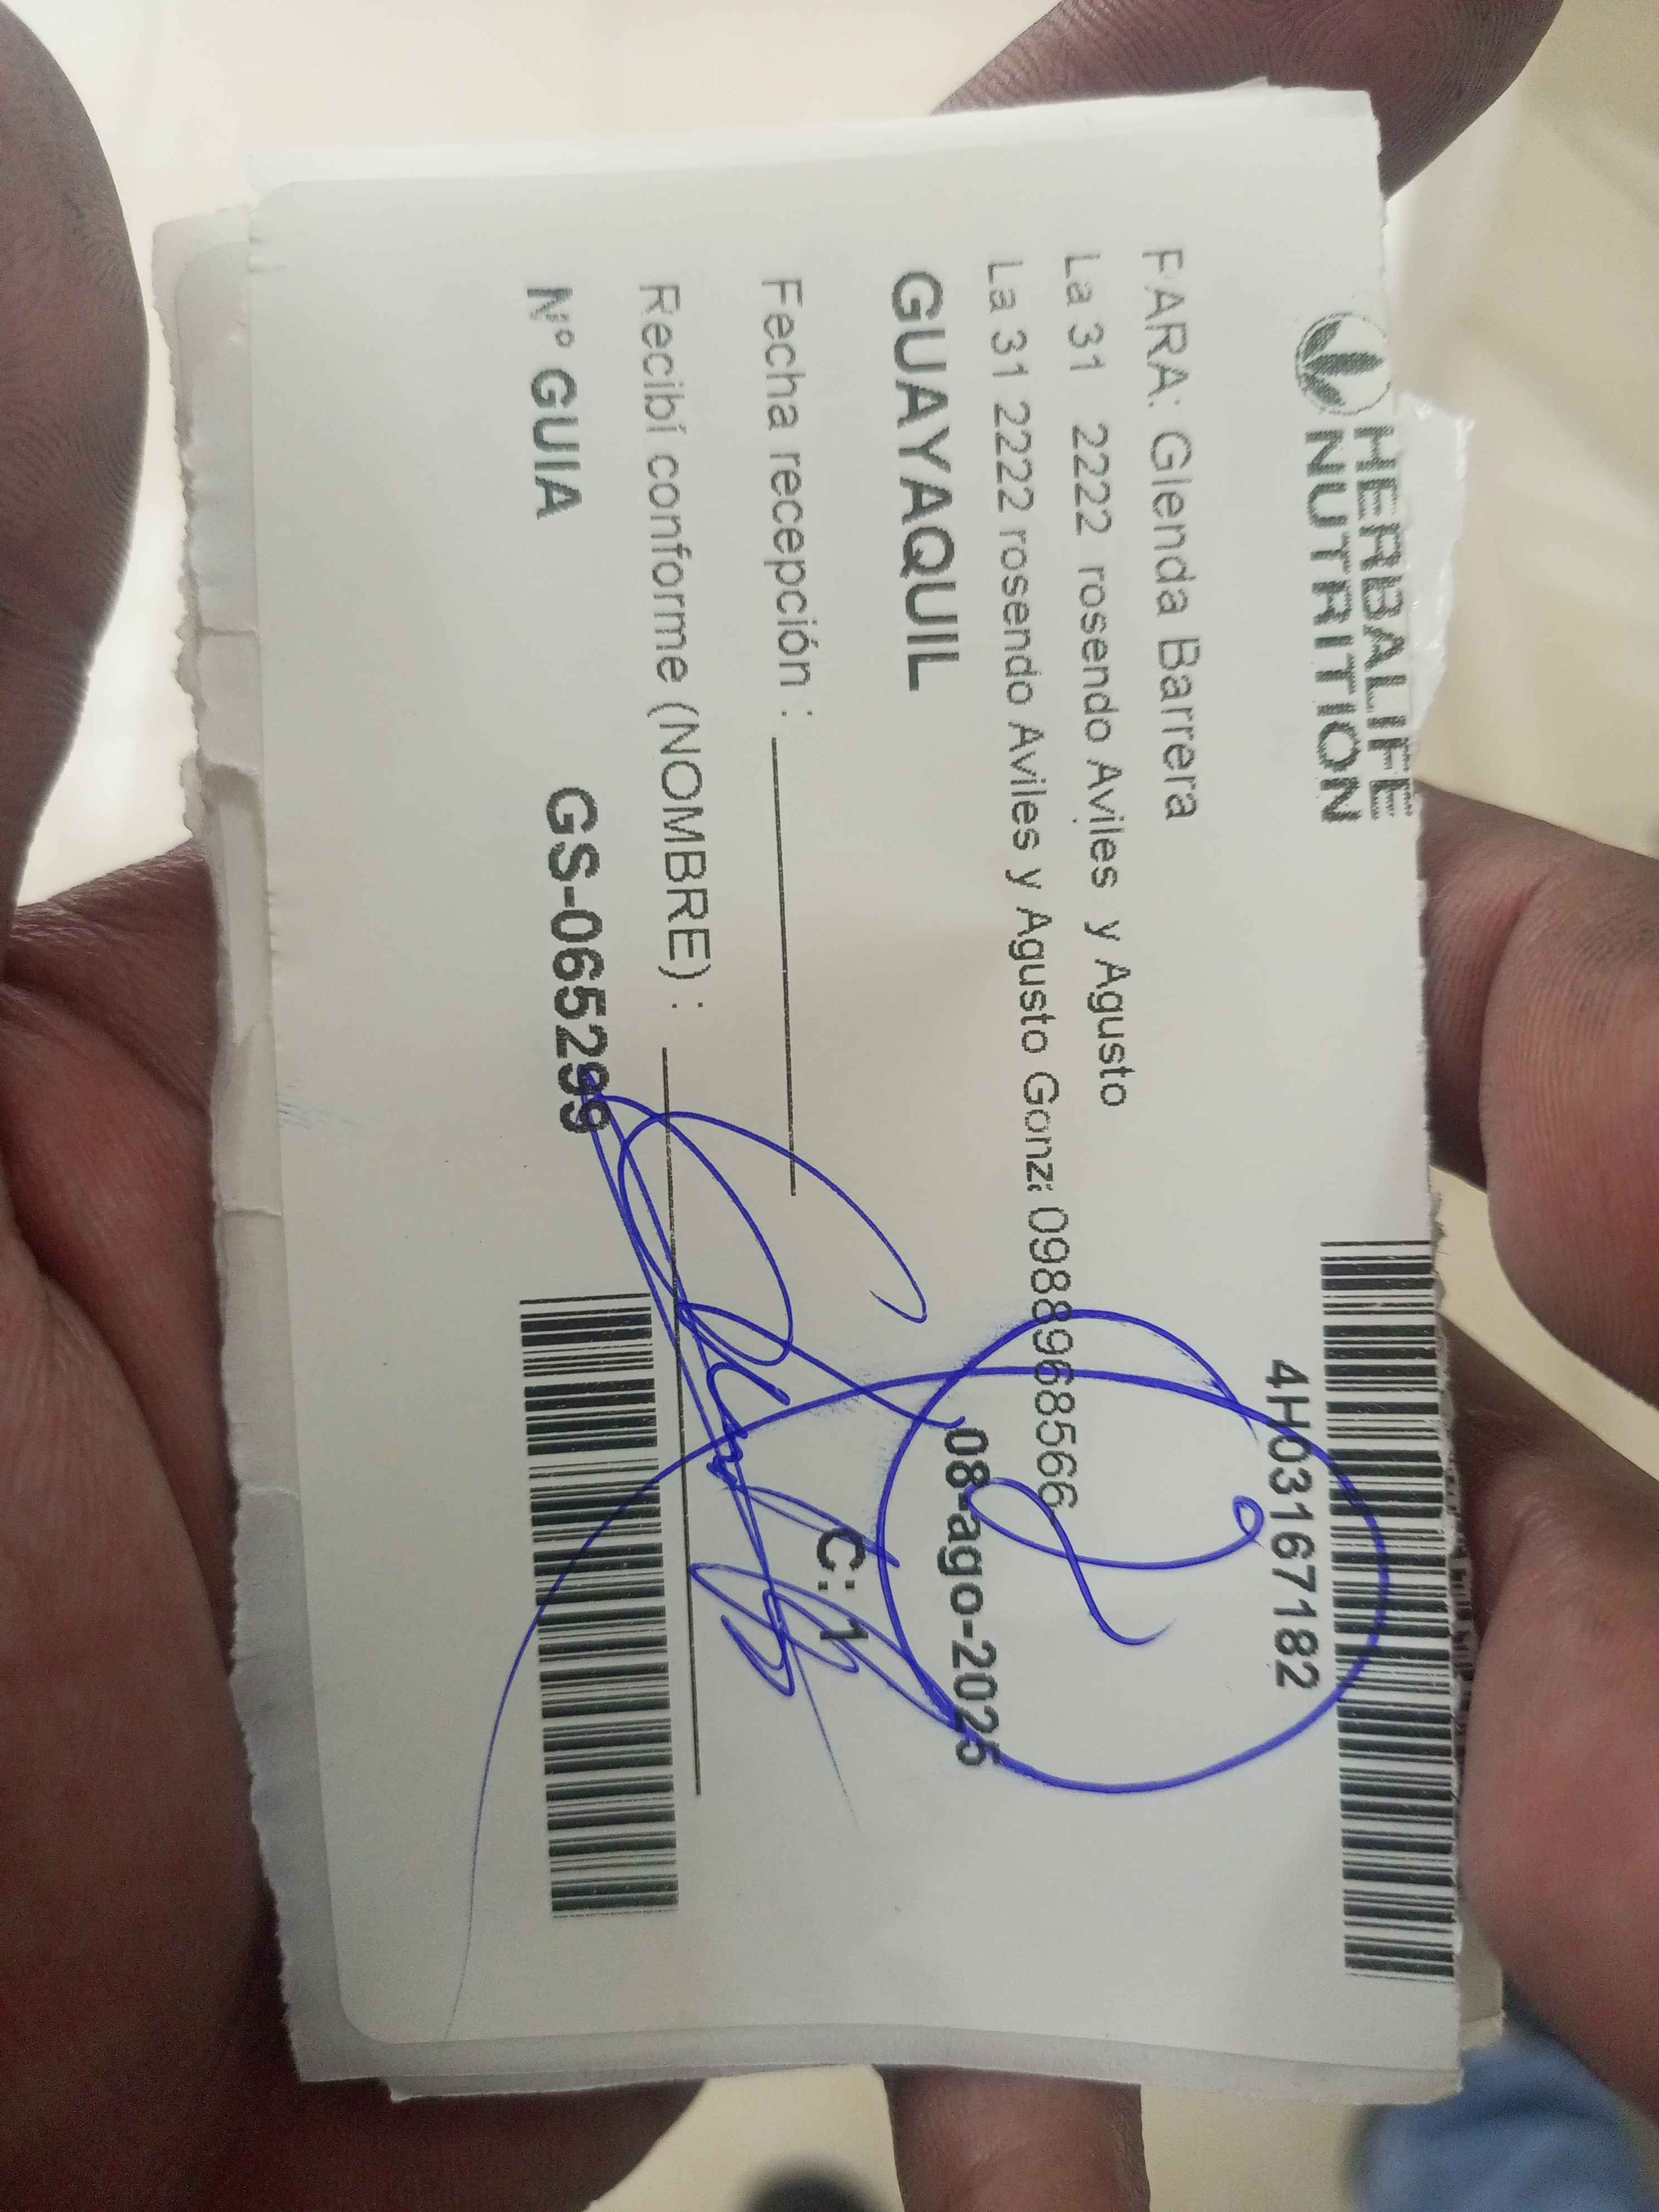 HERBALIFE
NUTRITION
4H03167182
FARA: Glenda Barrera
La 31 2222 rosendo Aviles y Agusto
La 31 2222 rosendo Aviles y Agusto Gonz: 0988968566
GUAYAQUIL
08-ago-2025
C:1
Fecha recepción :
Recibí conforme (NOMBRE) :
Nº GUIA
GS-065299